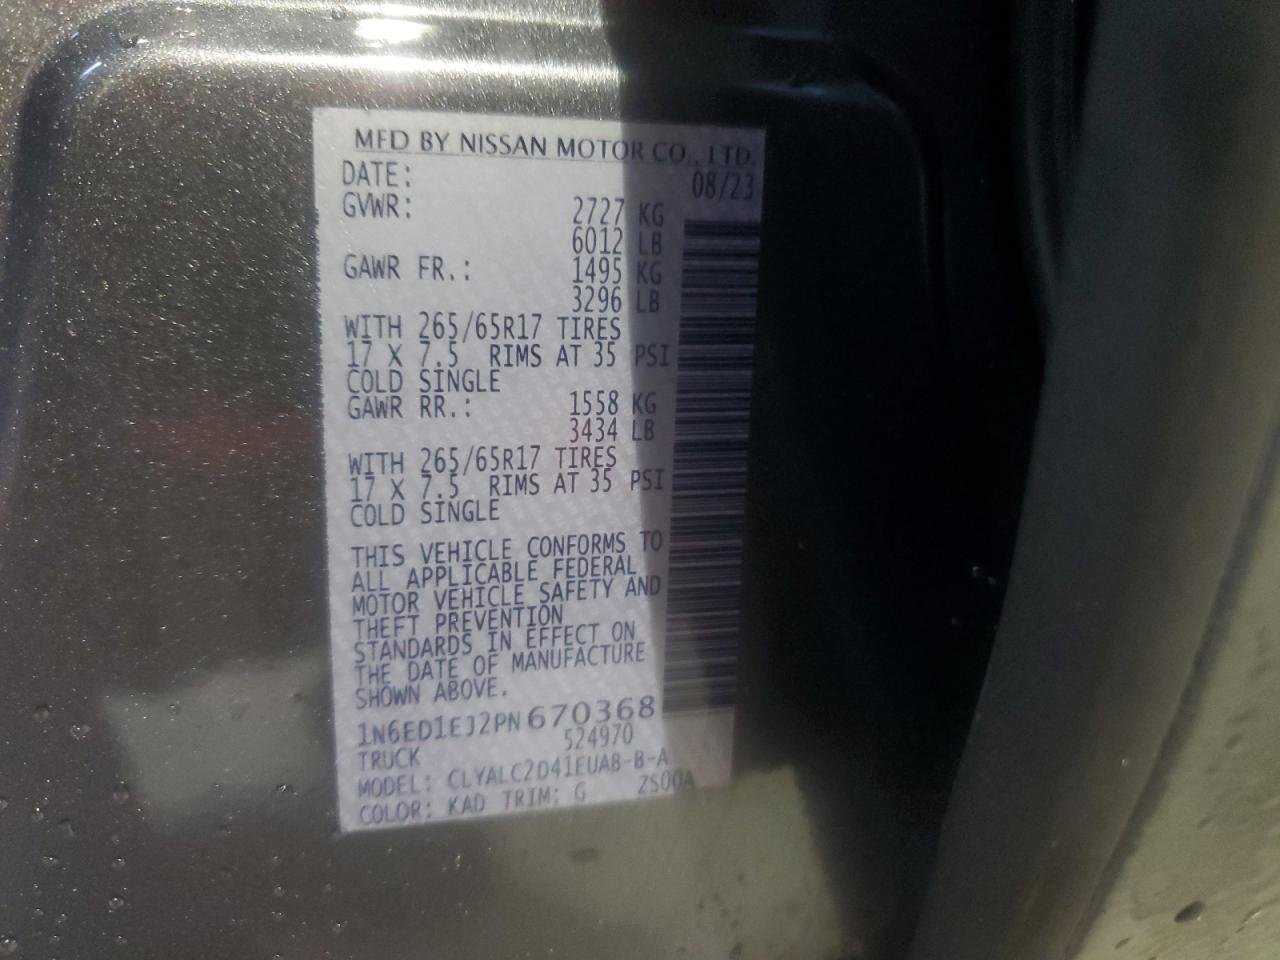 MFD BY NISSAN MOTOR CO., LTD.
DATE: 08/23
GVWR: 2727 KG
6012 LB
GAWR FR.: 1495 KG
3296 LB
WITH 265/65R17 TIRES
17 X 7.5 RIMS AT 35 PSI
COLD SINGLE
GAWR RR.: 1558 KG
3434 LB
WITH 265/65R17 TIRES
17 X 7.5 RIMS AT 35 PSI
COLD SINGLE
THIS VEHICLE CONFORMS TO
ALL APPLICABLE FEDERAL
MOTOR VEHICLE SAFETY AND
THEFT PREVENTION
STANDARDS IN EFFECT ON
THE DATE OF MANUFACTURE
SHOWN ABOVE.
1N6ED1EJ2PN670368
TRUCK 524970
MODEL: CLYALC2D41EUA8-B-A
COLOR: KAD TRIM: G ZS00A